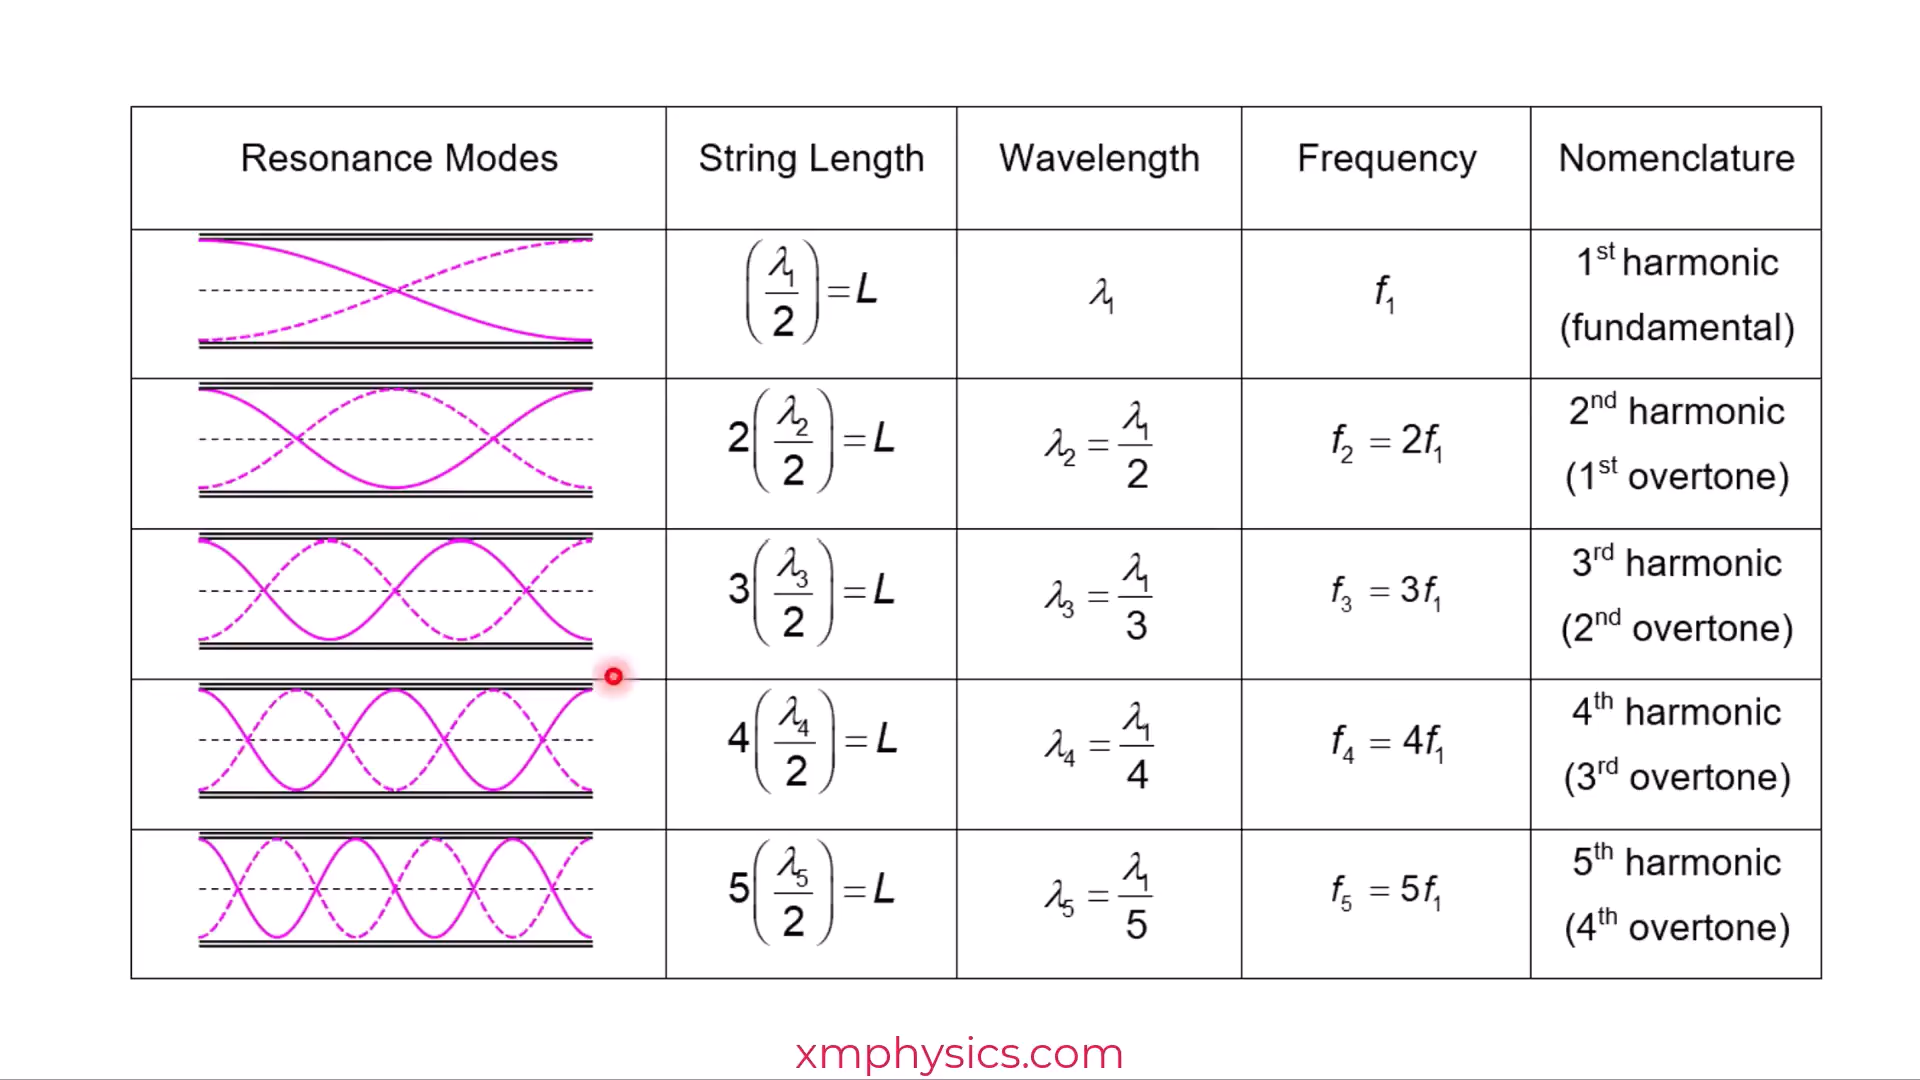 Resonance Modes String Length Wavelength Frequency Nomenclature
(λ₁/2) = L λ₁ f₁ 1st harmonic
(fundamental)
2(λ₂/2) = L λ₂ = λ₁/2 f₂ = 2f₁ 2nd harmonic
(1st overtone)
3(λ₃/2) = L λ₃ = λ₁/3 f₃ = 3f₁ 3rd harmonic
(2nd overtone)
4(λ₄/2) = L λ₄ = λ₁/4 f₄ = 4f₁ 4th harmonic
(3rd overtone)
5(λ₅/2) = L λ₅ = λ₁/5 f₅ = 5f₁ 5th harmonic
(4th overtone)
xmphysics.com